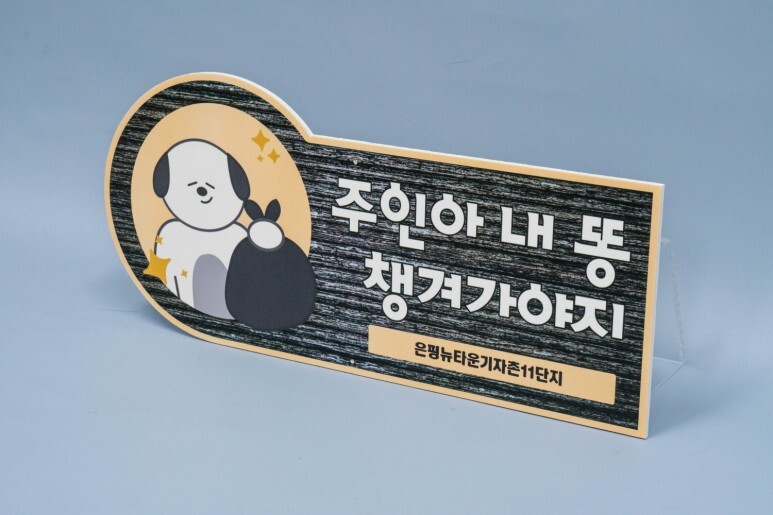 주인아 내 똥
챙겨가야지
은평뉴타운기자촌11단지